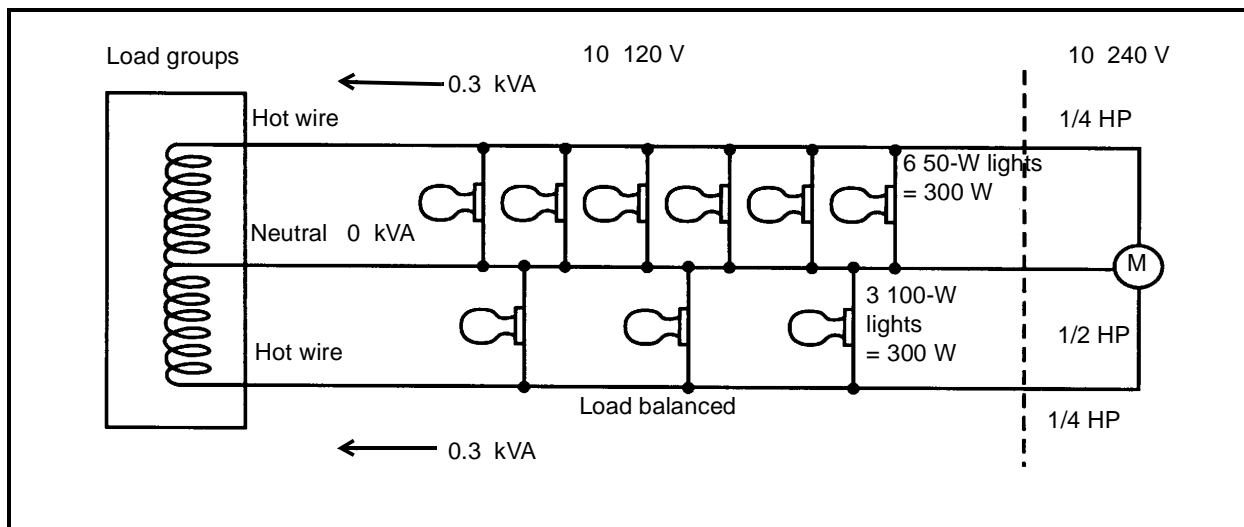 Load groups
10 120 V
10 240 V
0.3 kVA
Hot wire
1/4 HP
6 50-W lights
= 300 W
Neutral 0 kVA
M
3 100-W
lights
= 300 W
1/2 HP
Hot wire
Load balanced
1/4 HP
0.3 kVA